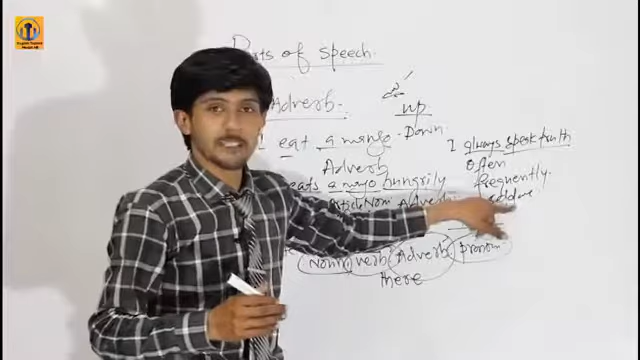 Parts of Speech.
Adverb.
up
Down
I eat a mango
I always speak truth
Adverb
often
eats a mango hungrily
frequently.
Article Noun Adverb
Noun verb Adverb pronoun
there